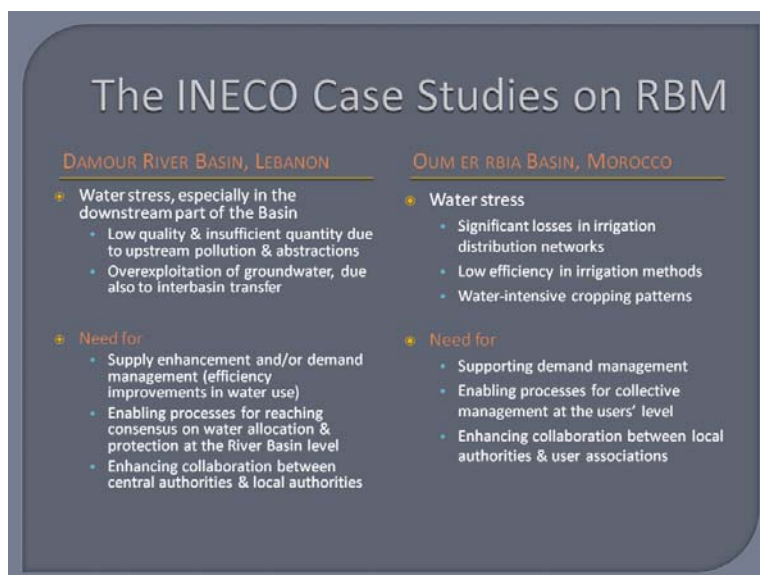 The INECO Case Studies on RBM
DAMOUR RIVER BASIN, LEBANON
Water stress, especially in the
downstream part of the Basin
Low quality & insufficient quantity due
to upstream pollution & abstractions
Overexploitation of groundwater, due
also to interbasin transfer
Need for
Supply enhancement and/or demand
management (efficiency
improvements in water use)
Enabling processes for reaching
consensus on water allocation &
protection at the River Basin level
Enhancing collaboration between
central authorities & local authorities
OUM ER RBIA BASIN, MOROCCO
Water stress
Significant losses in irrigation
distribution networks
Low efficiency in irrigation methods
Water-intensive cropping patterns
Need for
Supporting demand management
Enabling processes for collective
management at the users' level
Enhancing collaboration between local
authorities & user associations